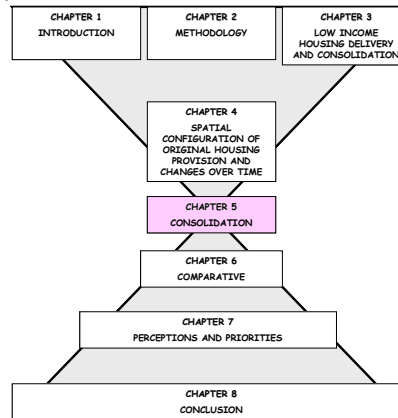 CHAPTER 1
INTRODUCTION
CHAPTER 2
METHODOLOGY
CHAPTER 3
LOW INCOME
HOUSING DELIVERY
AND CONSOLIDATION
CHAPTER 4
SPATIAL
CONFIGURATION OF
ORIGINAL HOUSING
PROVISION AND
CHANGES OVER TIME
CHAPTER 5
CONSOLIDATION
CHAPTER 6
COMPARATIVE
CHAPTER 7
PERCEPTIONS AND PRIORITIES
CHAPTER 8
CONCLUSION